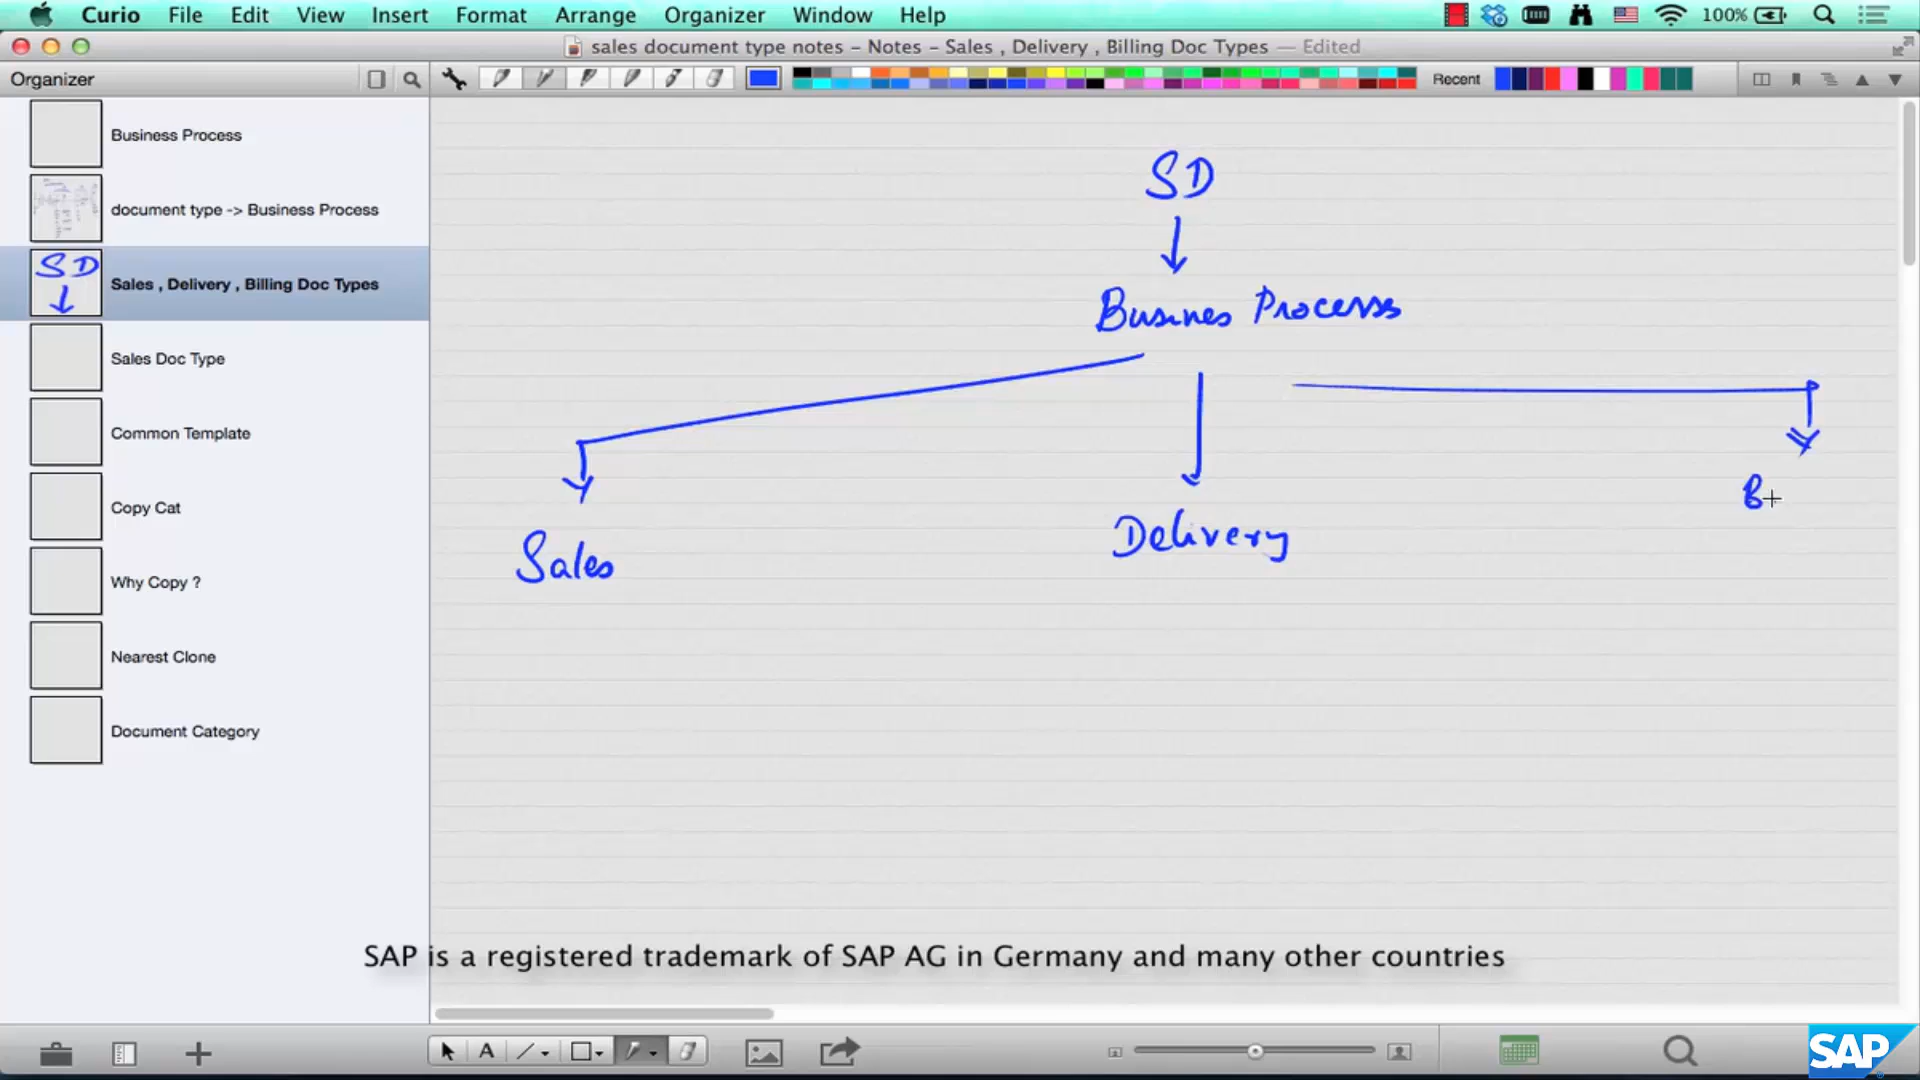 Curio File Edit View Insert Format Arrange Organizer Window Help 100%
sales document type notes – Notes – Sales , Delivery , Billing Doc Types — Edited
Organizer
Recent
Business Process
document type -> Business Process
SD
Sales , Delivery , Billing Doc Types
Sales Doc Type
Common Template
Copy Cat
Why Copy ?
Nearest Clone
Document Category
SD
Busines Processs
Sales
Delivery
B
SAP is a registered trademark of SAP AG in Germany and many other countries
A
SAP